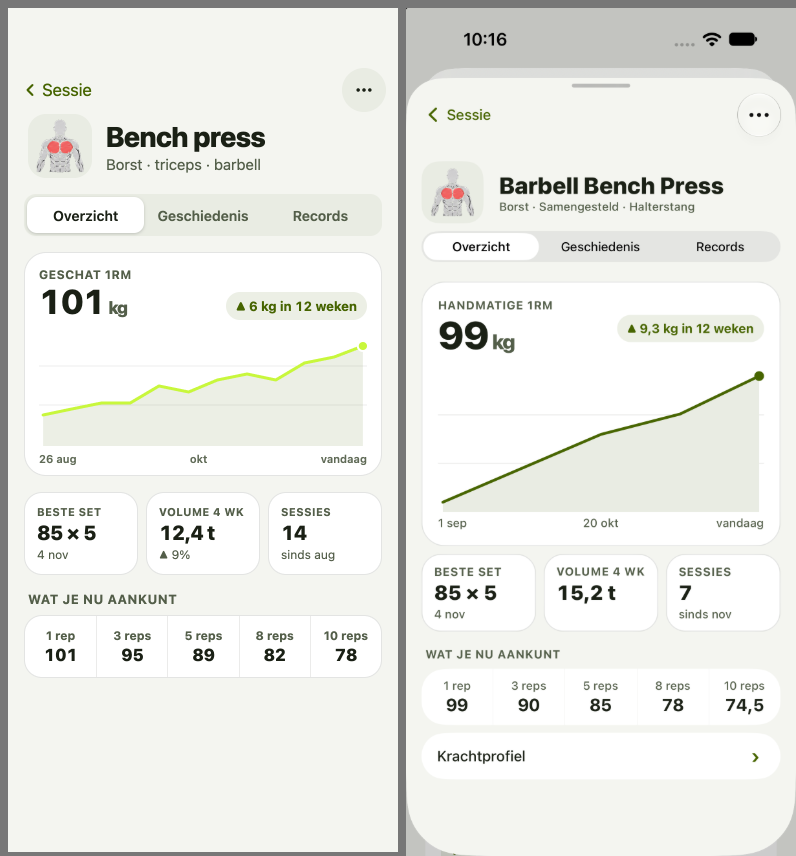 Sessie
Bench press
Borst · triceps · barbell
Overzicht Geschiedenis Records
GESCHAT 1RM
101 kg
▲ 6 kg in 12 weken
26 aug okt vandaag
BESTE SET
85 × 5
4 nov
VOLUME 4 WK
12,4 t
▲ 9%
SESSIES
14
sinds aug
WAT JE NU AANKUNT
1 rep 3 reps 5 reps 8 reps 10 reps
101 95 89 82 78
10:16
Sessie
Barbell Bench Press
Borst · Samengesteld · Halterstang
Overzicht Geschiedenis Records
HANDMATIGE 1RM
99 kg
▲ 9,3 kg in 12 weken
1 sep 20 okt vandaag
BESTE SET
85 × 5
4 nov
VOLUME 4 WK
15,2 t
SESSIES
7
sinds nov
WAT JE NU AANKUNT
1 rep 3 reps 5 reps 8 reps 10 reps
99 90 85 78 74,5
Krachtprofiel